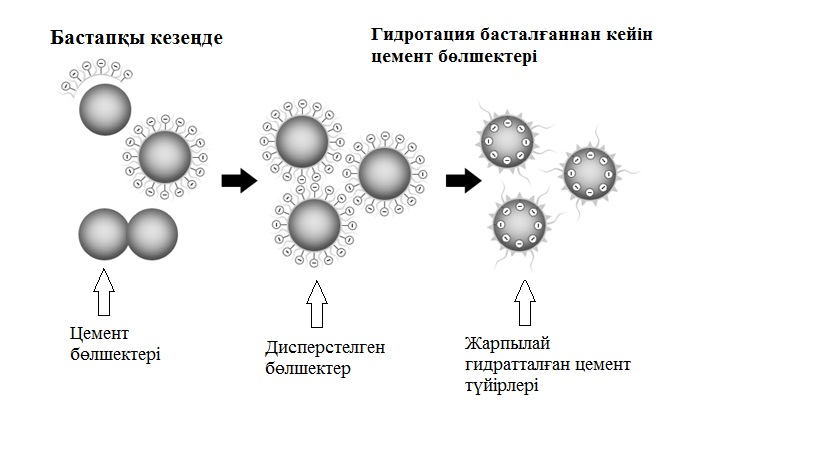 Бастапқы кезеңде
Гидротация басталғаннан кейін
цемент бөлшектері
Цемент
бөлшектері
Дисперстелген
бөлшектер
Жарпылай
гидратталған цемент
түйірлері